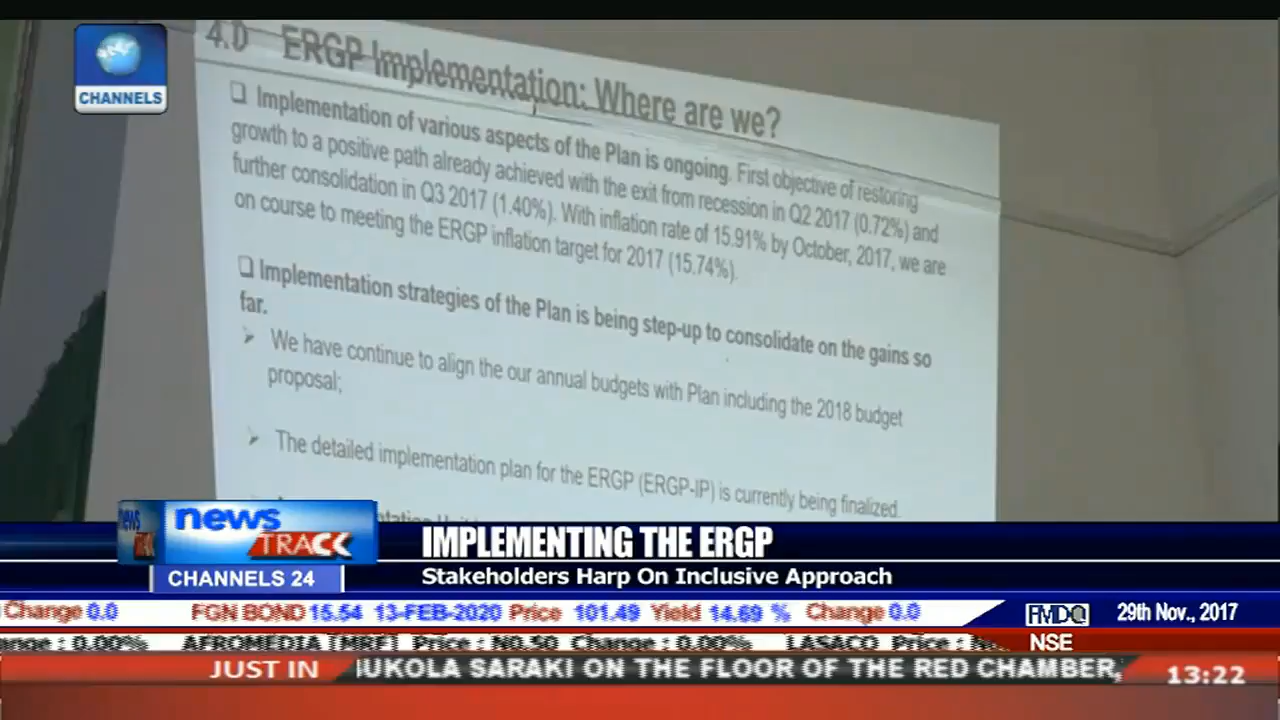 CHANNELS
4.0 ERGP Implementation: Where are we?
❑ Implementation of various aspects of the Plan is ongoing. First objective of restoring
growth to a positive path already achieved with the exit from recession in Q2 2017 (0.72%) and
further consolidation in Q3 2017 (1.40%). With inflation rate of 15.91% by October, 2017, we are
on course to meeting the ERGP inflation target for 2017 (15.74%).
❑ Implementation strategies of the Plan is being step-up to consolidate on the gains so
far.
➢ We have continue to align the our annual budgets with Plan including the 2018 budget
proposal;
➢ The detailed implementation plan for the ERGP (ERGP-IP) is currently being finalized.
news
TRACK
CHANNELS 24
IMPLEMENTING THE ERGP
Stakeholders Harp On Inclusive Approach
Change 0.0 FGN BOND 15.54 13-FEB-2020 Price 101.49 Yield 14.69 % Change 0.0
FMDQ
29th Nov., 2017
: 0.00% AFROMEDIA Price : N0.50 Change : 0.00% LASACO Price :
NSE
JUST IN
UKOLA SARAKI ON THE FLOOR OF THE RED CHAMBER,
13:22